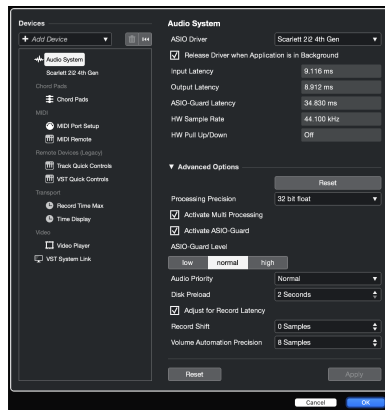 Devices
+ Add Device
Audio System
Scarlett 2i2 4th Gen
Chord Pads
Chord Pads
MIDI
MIDI Port Setup
MIDI Remote
Remote Devices (Legacy)
Track Quick Controls
VST Quick Controls
Transport
Record Time Max
Time Display
Video
Video Player
VST System Link
Audio System
ASIO Driver Scarlett 2i2 4th Gen
Release Driver when Application is in Background
Input Latency 9.116 ms
Output Latency 8.912 ms
ASIO-Guard Latency 34.830 ms
HW Sample Rate 44.100 kHz
HW Pull Up/Down Off
Advanced Options
Reset
Processing Precision 32 bit float
Activate Multi Processing
Activate ASIO-Guard
ASIO-Guard Level
low normal high
Audio Priority Normal
Disk Preload 2 Seconds
Adjust for Record Latency
Record Shift 0 Samples
Volume Automation Precision 8 Samples
Reset Apply
Cancel OK